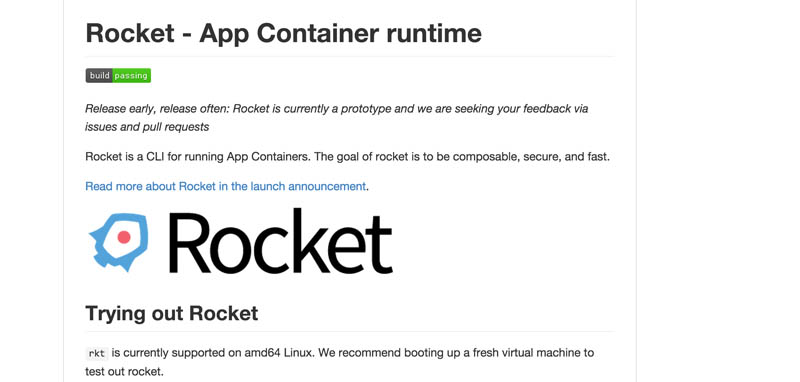 Rocket - App Container runtime
build passing
Release early, release often: Rocket is currently a prototype and we are seeking your feedback via
issues and pull requests
Rocket is a CLI for running App Containers. The goal of rocket is to be composable, secure, and fast.
Read more about Rocket in the launch announcement.
Rocket
Trying out Rocket
rkt is currently supported on amd64 Linux. We recommend booting up a fresh virtual machine to
test out rocket.